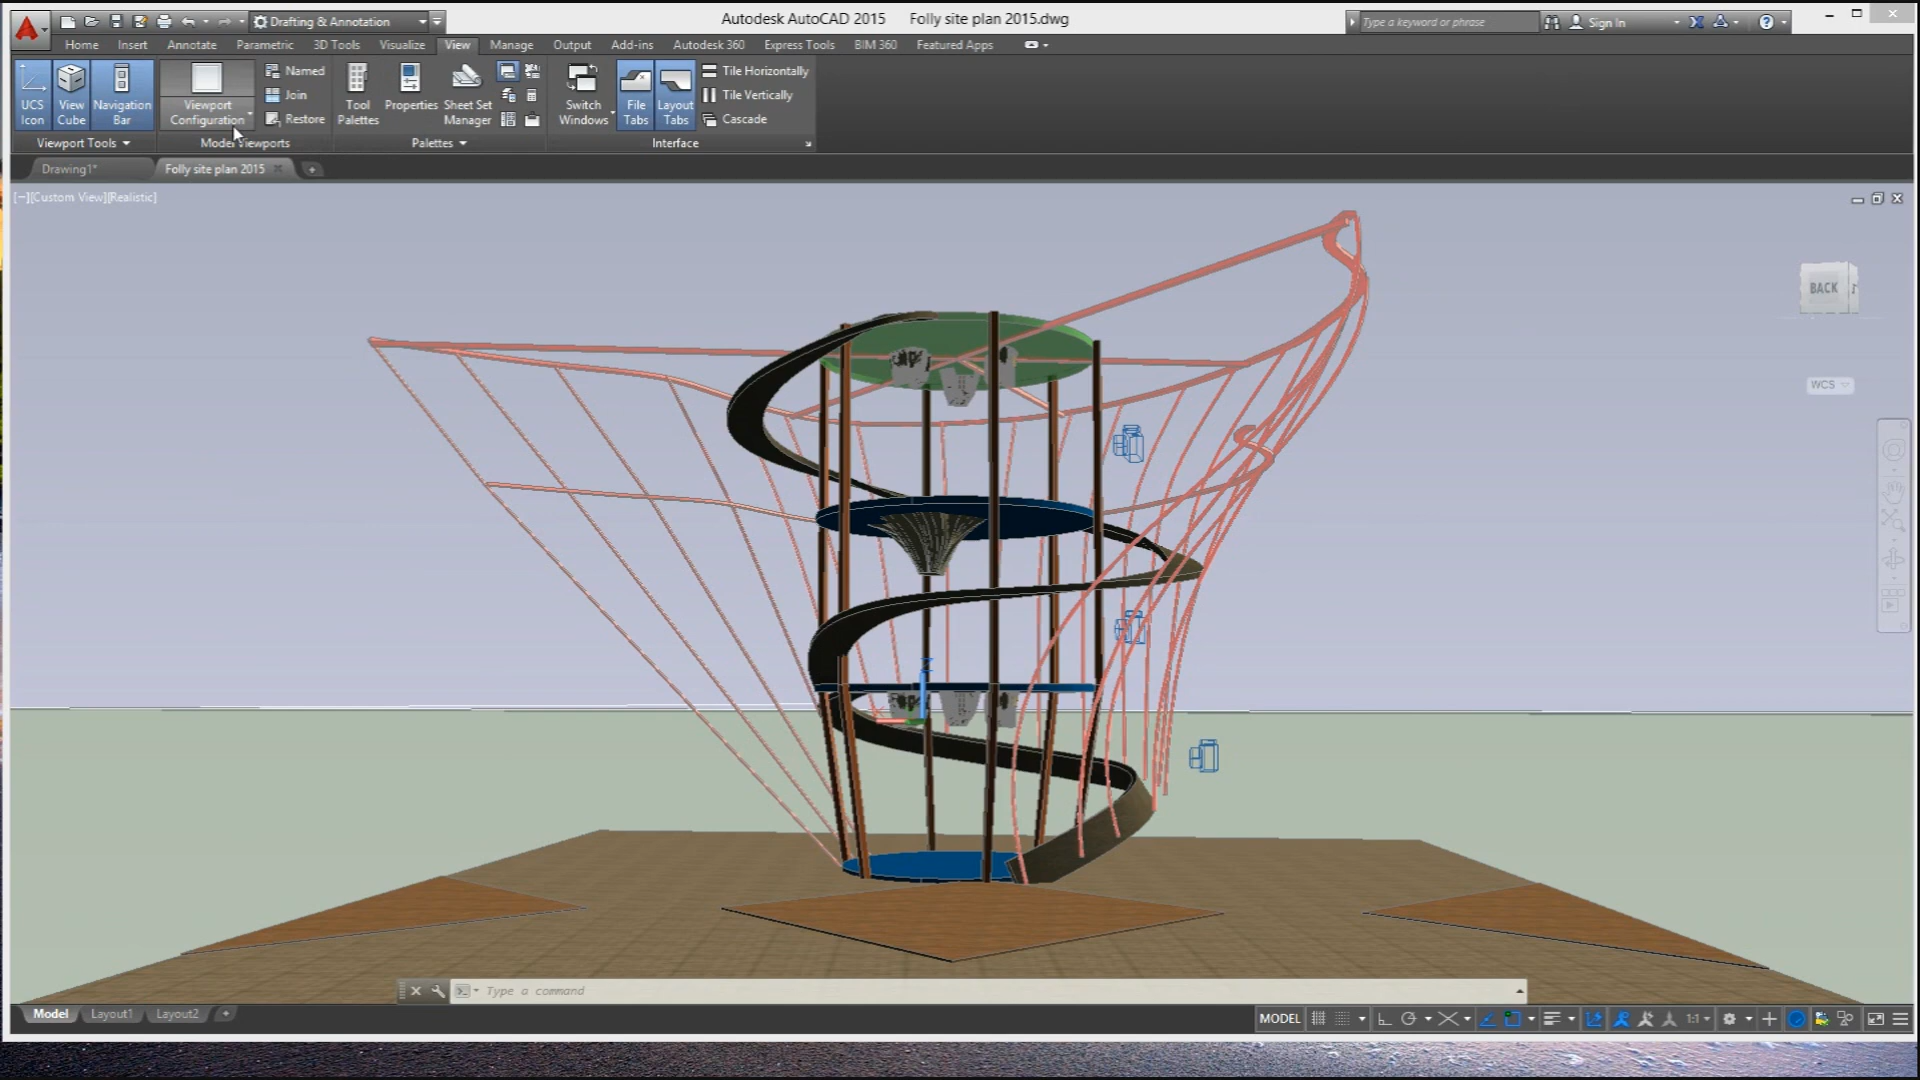 Drafting & Annotation
Autodesk AutoCAD 2015 Folly site plan 2015.dwg
Type a keyword or phrase
Sign In
Home Insert Annotate Parametric 3D Tools Visualize View Manage Output Add-ins Autodesk 360 Express Tools BIM 360 Featured Apps
UCS Icon
View Cube
Navigation Bar
Viewport Configuration
Named
Join
Restore
Tool Palettes
Properties
Sheet Set Manager
Switch Windows
File Tabs
Layout Tabs
Tile Horizontally
Tile Vertically
Cascade
Viewport Tools
Model Viewports
Palettes
Interface
Drawing1*
Folly site plan 2015
[−][Custom View][Realistic]
BACK
WCS
Type a command
Model Layout1 Layout2
MODEL
1:1